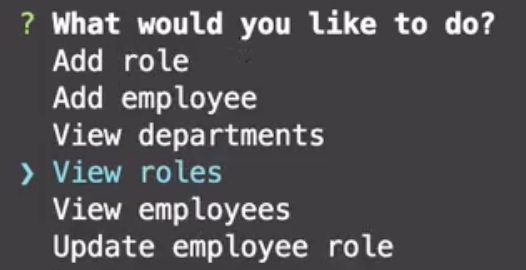 ? What would you like to do?
Add role
Add employee
View departments
❯ View roles
View employees
Update employee role